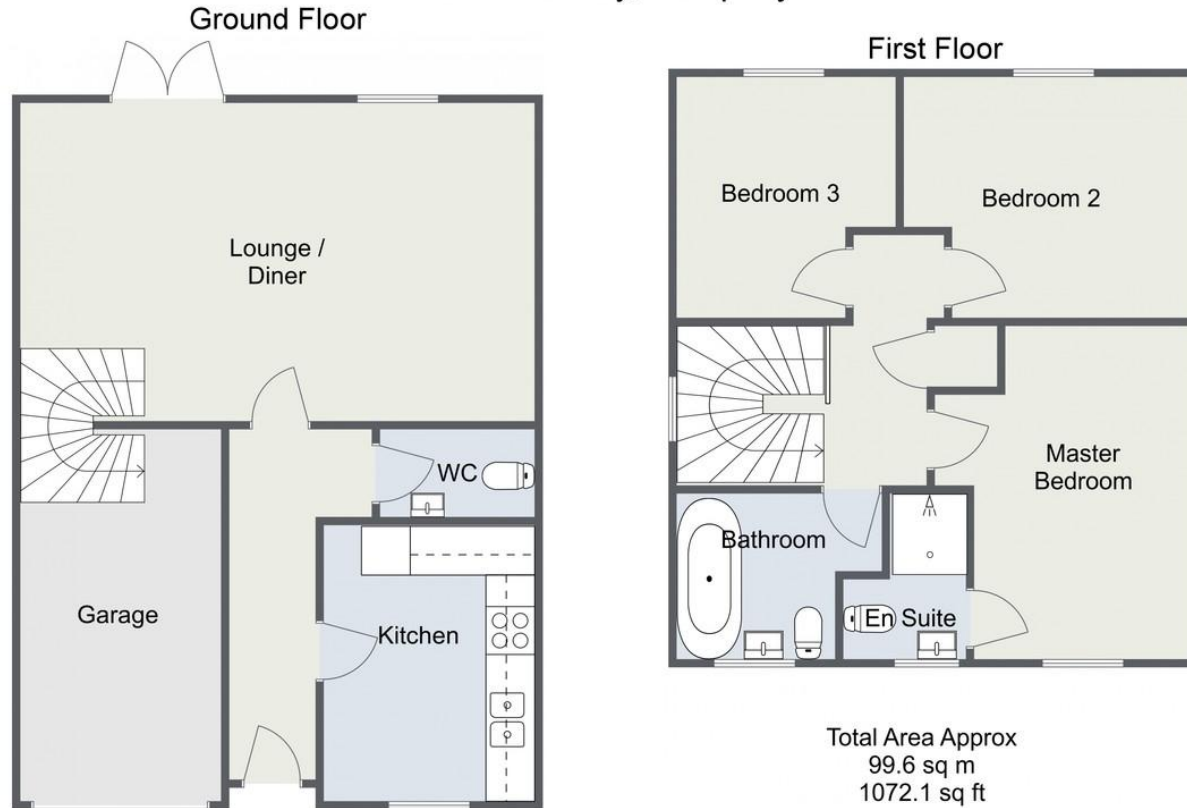 Ground Floor
Lounge /
Diner
WC
Garage
Kitchen
First Floor
Bedroom 3
Bedroom 2
Master
Bedroom
Bathroom
En Suite
Total Area Approx
99.6 sq m
1072.1 sq ft